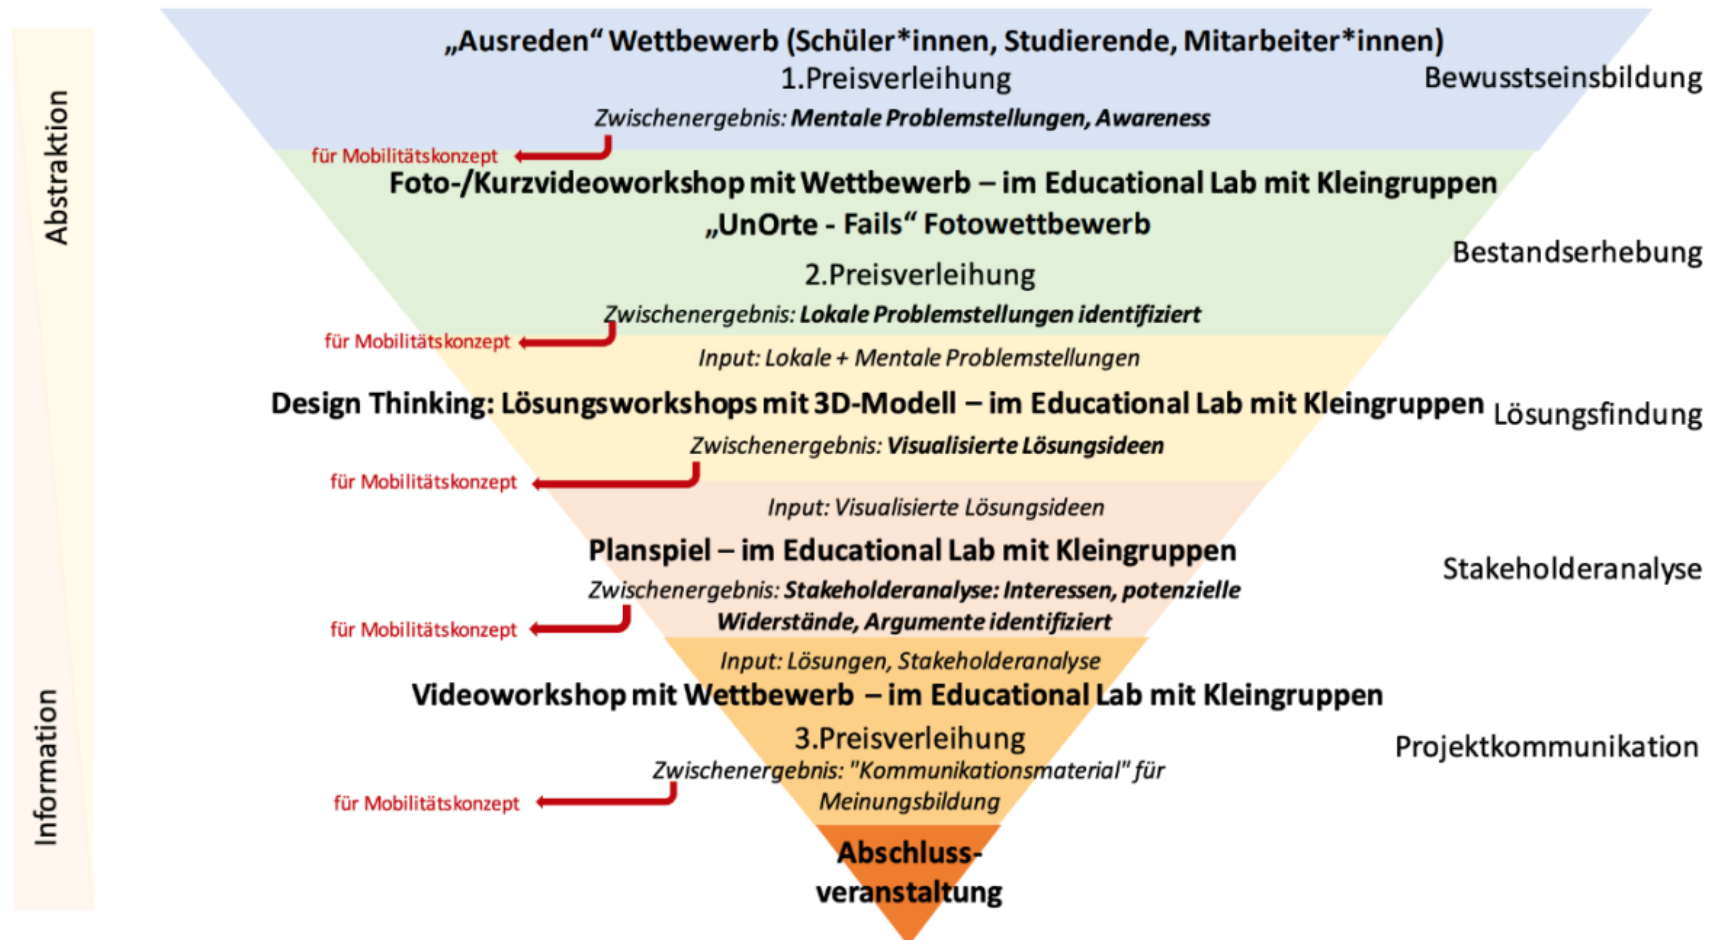 „Ausreden“ Wettbewerb (Schüler*innen, Studierende, Mitarbeiter*innen)
1.Preisverleihung
Bewusstseinsbildung
Zwischenergebnis: Mentale Problemstellungen, Awareness
für Mobilitätskonzept
Abstraktion
Foto-/Kurzvideoworkshop mit Wettbewerb – im Educational Lab mit Kleingruppen
„UnOrte - Fails“ Fotowettbewerb
Bestandserhebung
2.Preisverleihung
Zwischenergebnis: Lokale Problemstellungen identifiziert
für Mobilitätskonzept
Input: Lokale + Mentale Problemstellungen
Design Thinking: Lösungsworkshops mit 3D-Modell – im Educational Lab mit Kleingruppen
Lösungsfindung
Zwischenergebnis: Visualisierte Lösungsideen
für Mobilitätskonzept
Input: Visualisierte Lösungsideen
Planspiel – im Educational Lab mit Kleingruppen
Stakeholderanalyse
Zwischenergebnis: Stakeholderanalyse: Interessen, potenzielle
Widerstände, Argumente identifiziert
für Mobilitätskonzept
Input: Lösungen, Stakeholderanalyse
Videoworkshop mit Wettbewerb – im Educational Lab mit Kleingruppen
3.Preisverleihung
Projektkommunikation
Information
Zwischenergebnis: "Kommunikationsmaterial" für
Meinungsbildung
für Mobilitätskonzept
Abschluss-
veranstaltung